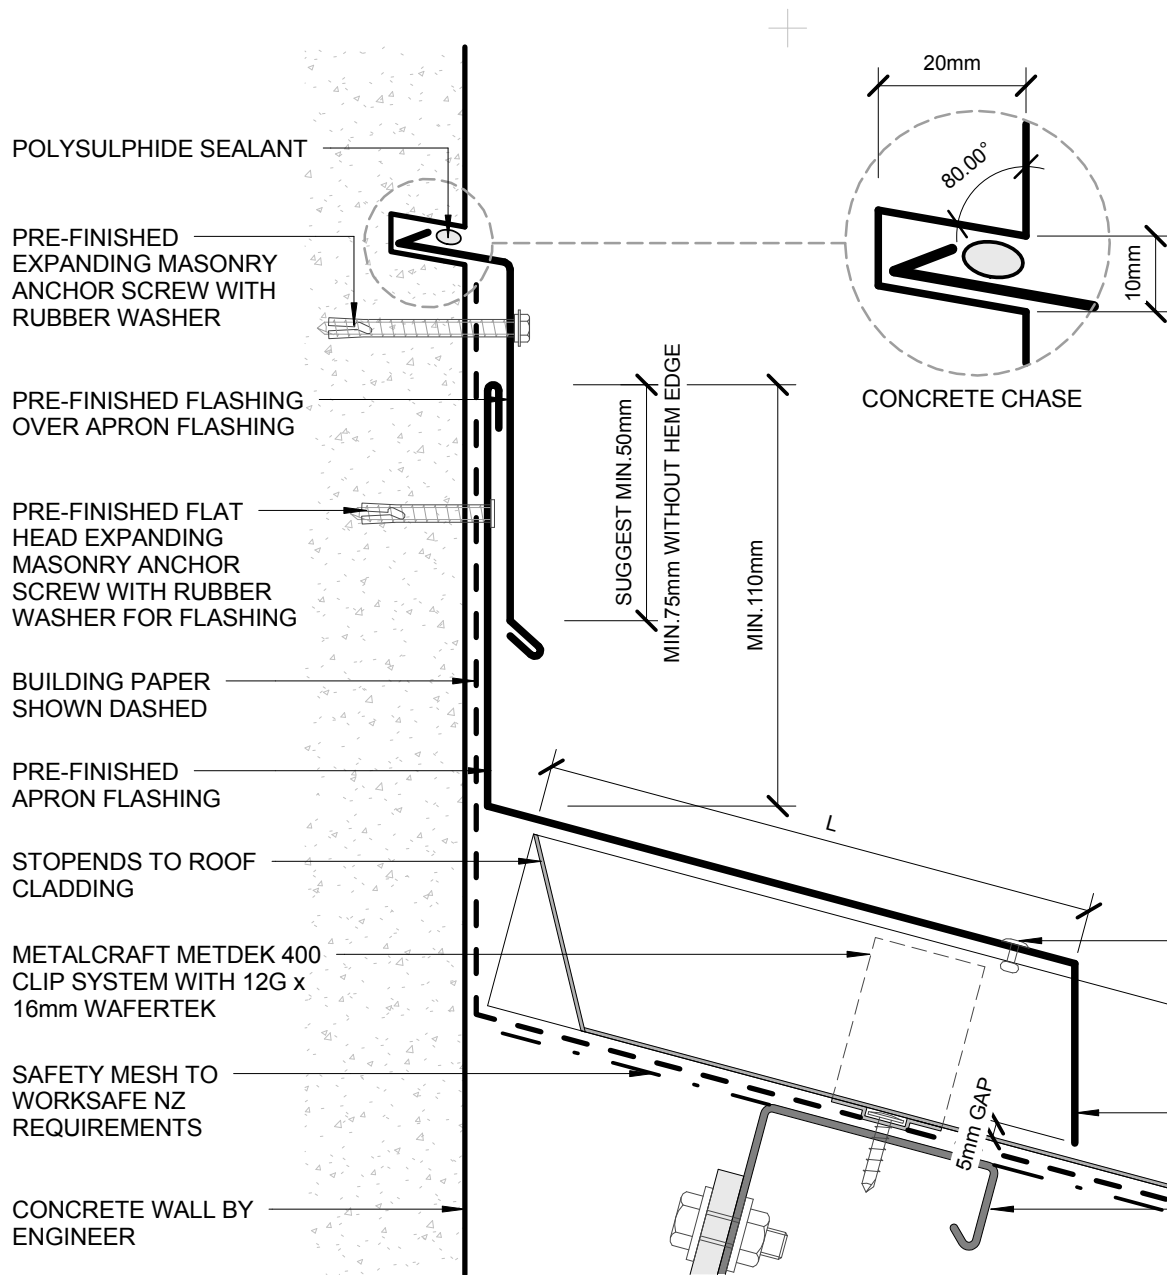 POLYSULPHIDE SEALANT
PRE-FINISHED
EXPANDING MASONRY
ANCHOR SCREW WITH
RUBBER WASHER
PRE-FINISHED FLASHING
OVER APRON FLASHING
PRE-FINISHED FLAT
HEAD EXPANDING
MASONRY ANCHOR
SCREW WITH RUBBER
WASHER FOR FLASHING
BUILDING PAPER
SHOWN DASHED
PRE-FINISHED
APRON FLASHING
STOPENDS TO ROOF
CLADDING
METALCRAFT METDEK 400
CLIP SYSTEM WITH 12G x
16mm WAFERTEK
SAFETY MESH TO
WORKSAFE NZ
REQUIREMENTS
CONCRETE WALL BY
ENGINEER
20mm
80.00°
10mm
CONCRETE CHASE
SUGGEST MIN.50mm
MIN.75mm WITHOUT HEM EDGE
MIN.110mm
L
5mm GAP